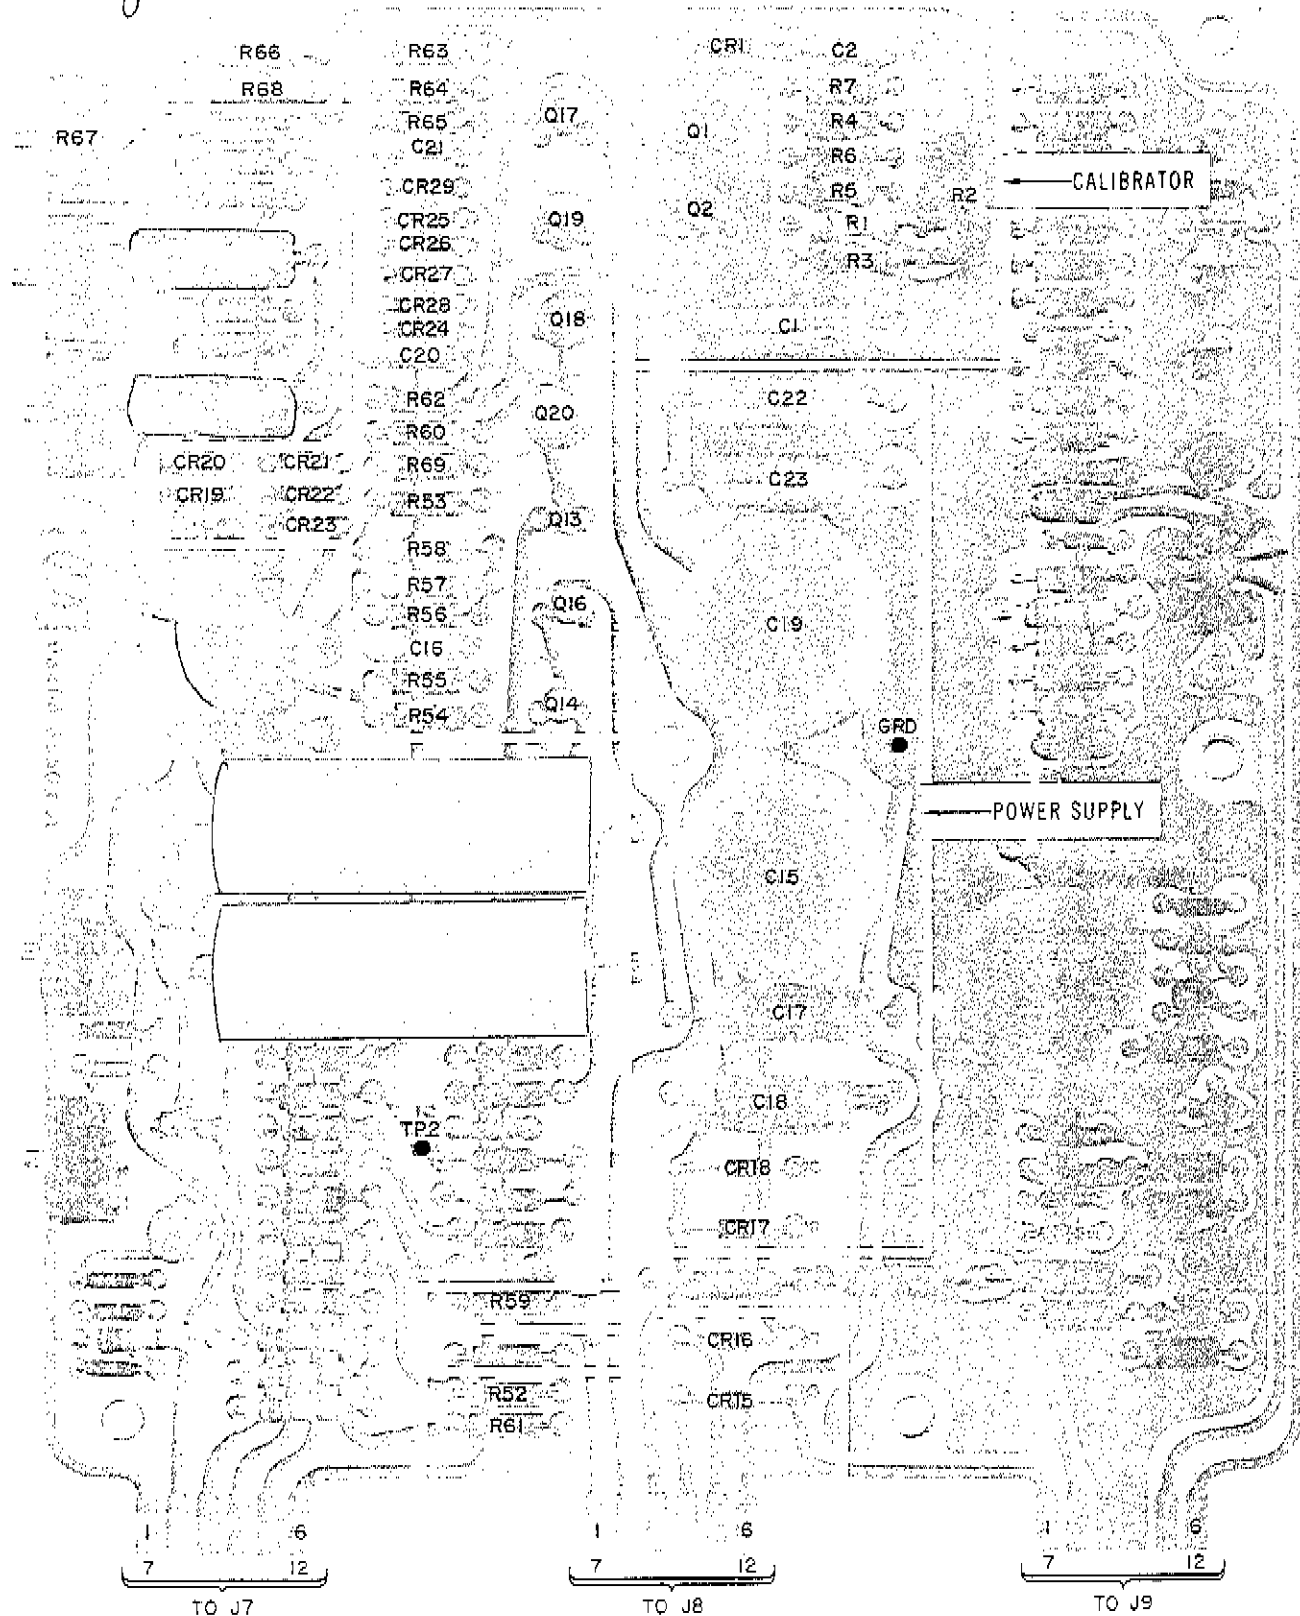 R66
R63
CR1
C2
R68
R64
R7
R67
R65
Q17
Q1
R4
C21
R6
CR29
R5
R2
CALIBRATOR
CR25
Q19
Q2
R1
CR26
CR27
R3
CR28
Q18
C1
CR24
C20
R62
Q20
C22
R60
CR20
CR21
R69
C23
CR19
CR22
R53
CR23
Q13
R58
R57
Q16
R56
C19
C16
R55
R54
Q14
GRD
POWER SUPPLY
C15
C17
TP2
C18
CR18
CR17
R59
CR16
R52
CR15
R61
1 6
1 6
1 6
7 12
7 12
7 12
TO J7
TO J8
TO J9